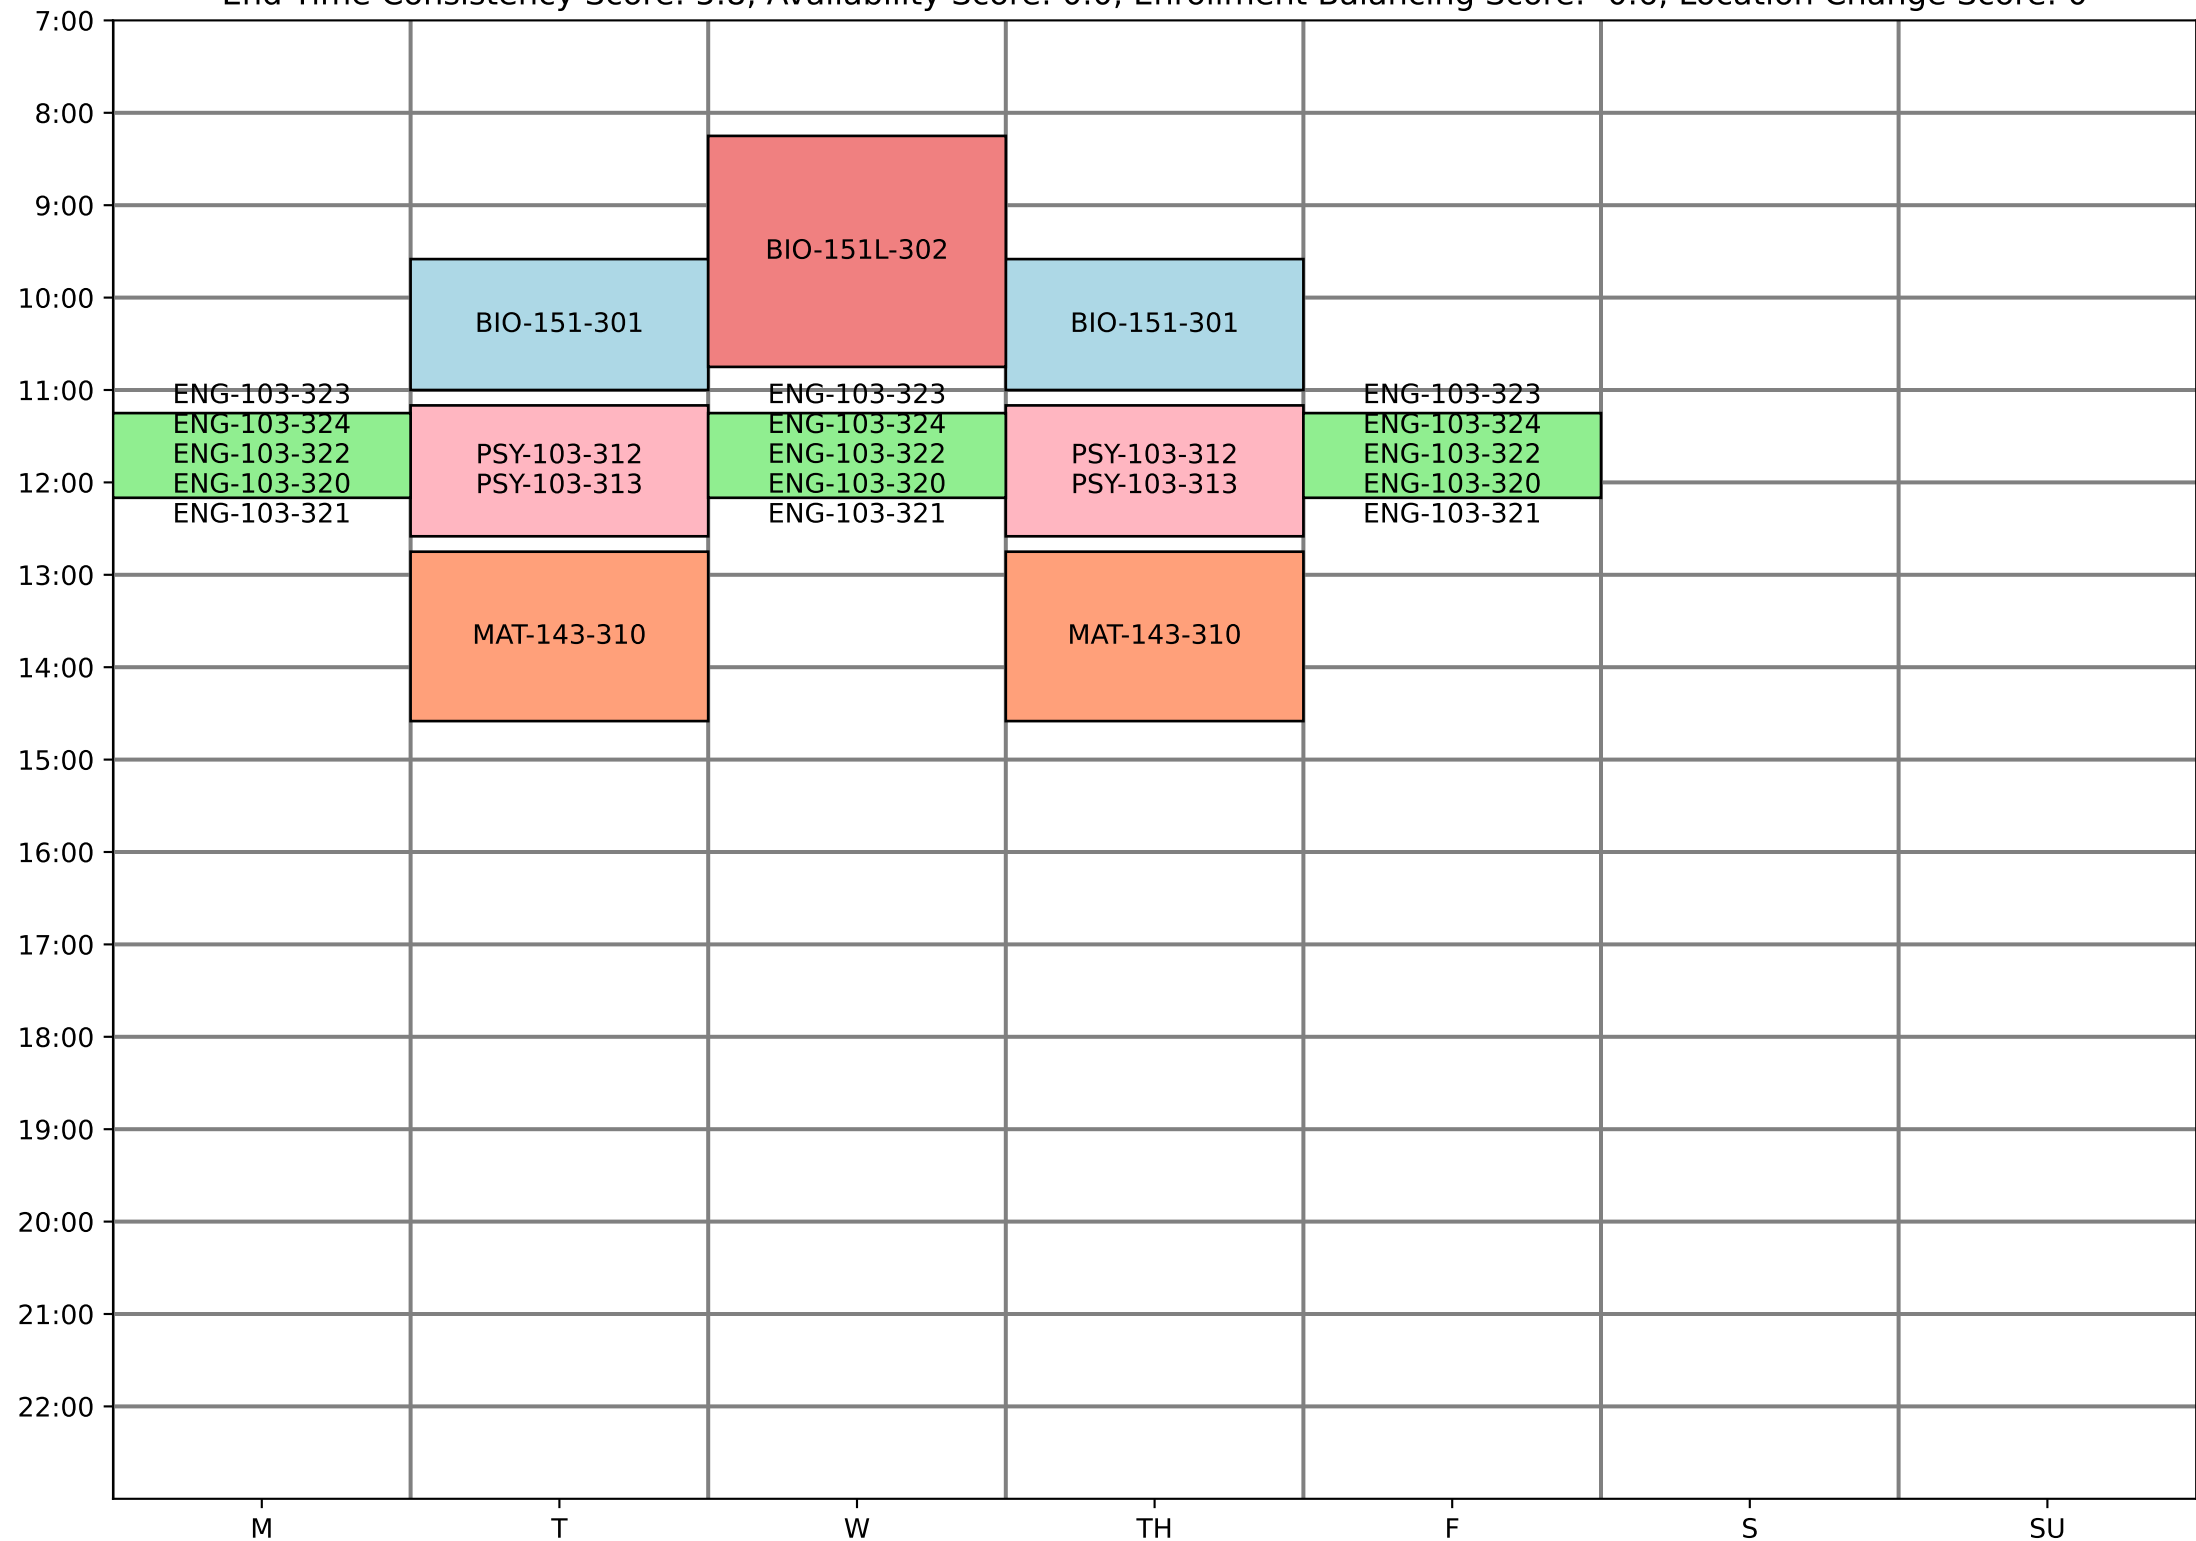 7:00
8:00
9:00
10:00
11:00
12:00
13:00
14:00
15:00
16:00
17:00
18:00
19:00
20:00
21:00
22:00
ENG-103-323
ENG-103-324
ENG-103-322
ENG-103-320
ENG-103-321
BIO-151-301
PSY-103-312
PSY-103-313
MAT-143-310
BIO-151L-302
ENG-103-323
ENG-103-324
ENG-103-322
ENG-103-320
ENG-103-321
BIO-151-301
PSY-103-312
PSY-103-313
MAT-143-310
ENG-103-323
ENG-103-324
ENG-103-322
ENG-103-320
ENG-103-321
M T W TH F S SU